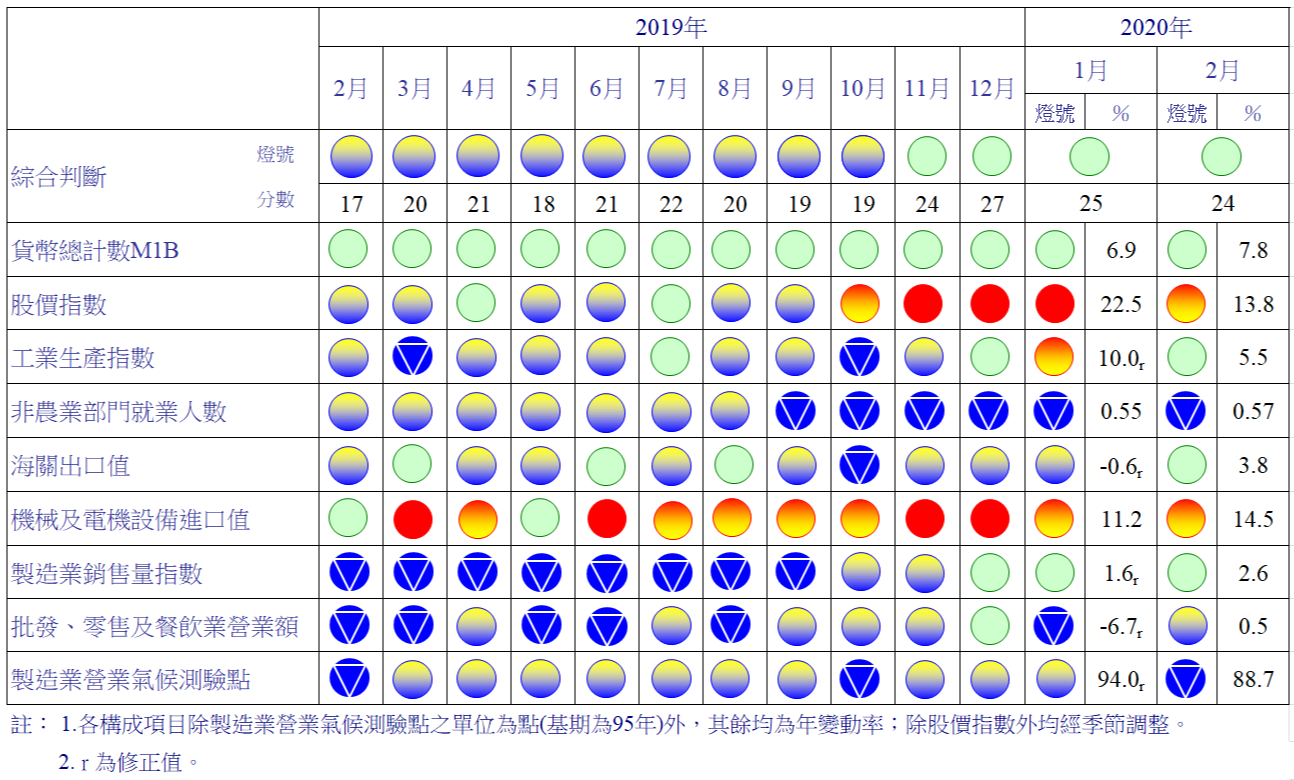 2019年 2020年
2月 3月 4月 5月 6月 7月 8月 9月 10月 11月 12月 1月 2月
燈號 % 燈號 %
綜合判斷 燈號
分數 17 20 21 18 21 22 20 19 19 24 27 25 24
貨幣總計數M1B 6.9 7.8
股價指數 22.5 13.8
工業生產指數 10.0r 5.5
非農業部門就業人數 0.55 0.57
海關出口值 -0.6r 3.8
機械及電機設備進口值 11.2 14.5
製造業銷售量指數 1.6r 2.6
批發、零售及餐飲業營業額 -6.7r 0.5
製造業營業氣候測驗點 94.0r 88.7
註： 1.各構成項目除製造業營業氣候測驗點之單位為點(基期為95年)外，其餘均為年變動率；除股價指數外均經季節調整。
2. r 為修正值。